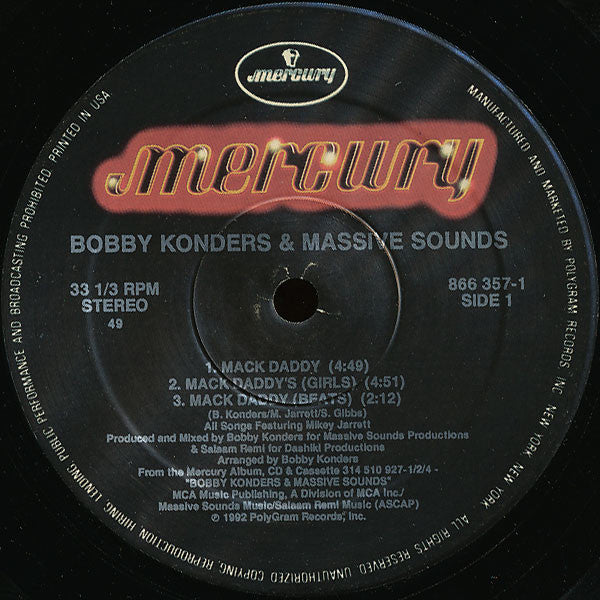 mercury
mercury
BOBBY KONDERS & MASSIVE SOUNDS
33 1/3 RPM
STEREO
49
866 357-1
SIDE 1
1. MACK DADDY (4:49)
2. MACK DADDY'S (GIRLS) (4:51)
3. MACK DADDY (BEATS) (2:12)
(B. Konders/M. Jarrett/S. Gibbs)
All Songs Featuring Mikey Jarrett
Produced and Mixed by Bobby Konders for Massive Sounds Productions
& Salaam Remi for Dashiki Productions
Arranged by Bobby Konders
From the Mercury Album, CD & Cassette 314 510 927-1/2/4 -
"BOBBY KONDERS & MASSIVE SOUNDS"
MCA Music Publishing, A Division of MCA Inc./
Massive Sounds Music/Salaam Remi Music (ASCAP)
℗ 1992 PolyGram Records, Inc.
MANUFACTURED AND MARKETED BY POLYGRAM RECORDS INC. NEW YORK, NEW YORK
ALL RIGHTS RESERVED. UNAUTHORIZED COPYING, REPRODUCTION, HIRING, LENDING PUBLIC PERFORMANCE AND BROADCASTING PROHIBITED. PRINTED IN USA